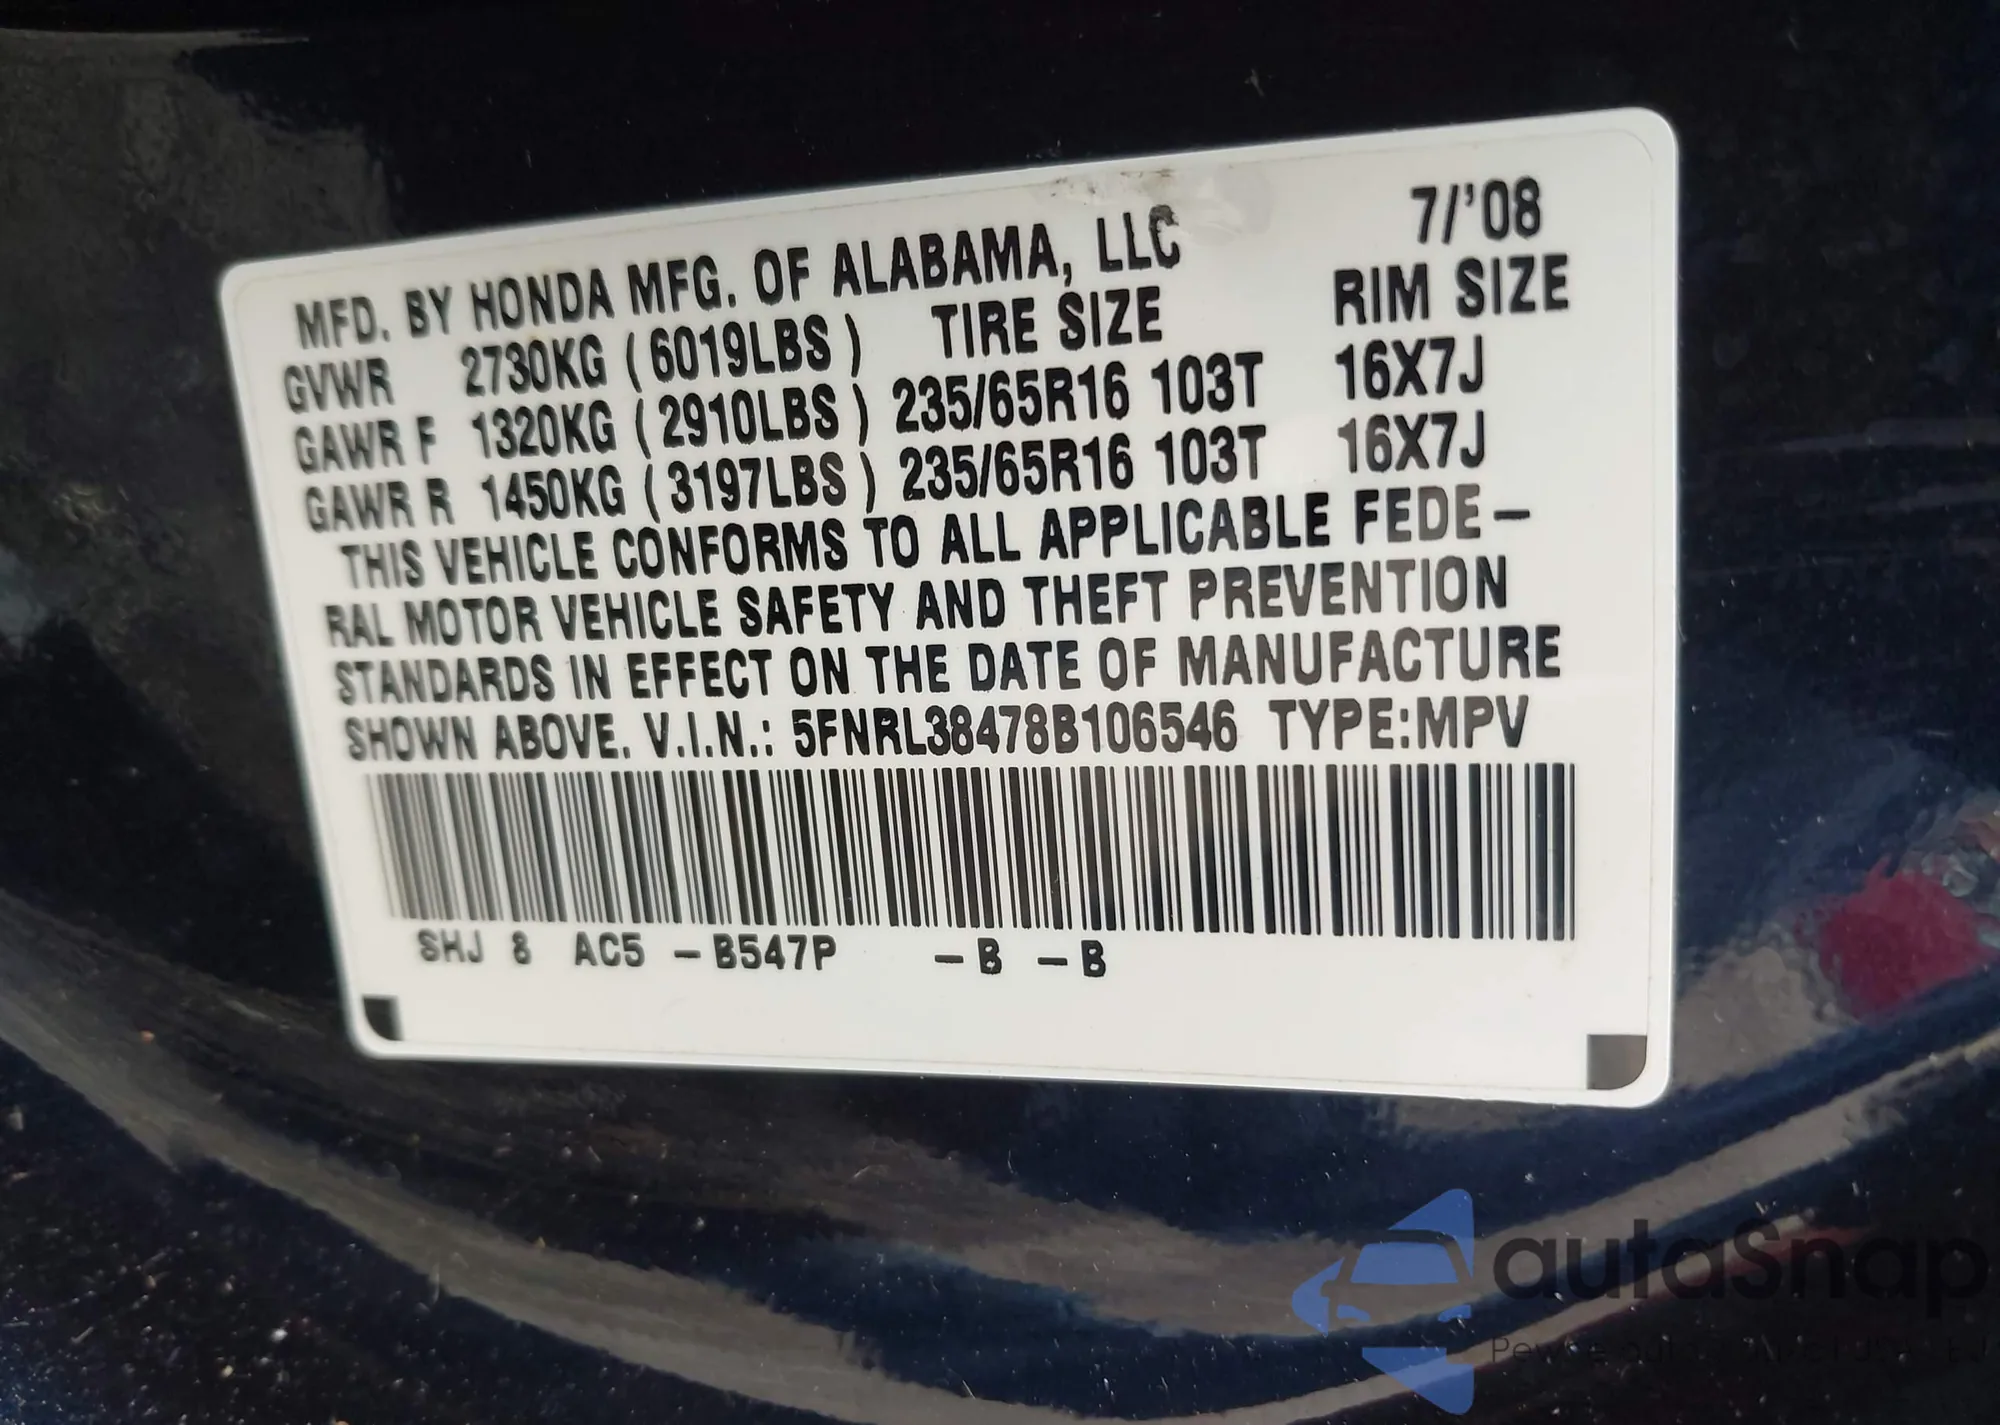 MFD. BY HONDA MFG. OF ALABAMA, LLC 7/'08
GVWR 2730KG ( 6019LBS ) TIRE SIZE RIM SIZE
GAWR F 1320KG ( 2910LBS ) 235/65R16 103T 16X7J
GAWR R 1450KG ( 3197LBS ) 235/65R16 103T 16X7J
THIS VEHICLE CONFORMS TO ALL APPLICABLE FEDE-
RAL MOTOR VEHICLE SAFETY AND THEFT PREVENTION
STANDARDS IN EFFECT ON THE DATE OF MANUFACTURE
SHOWN ABOVE. V.I.N.: 5FNRL38478B106546 TYPE:MPV
SHJ 8 AC5 -B547P -B -B
autaSnap